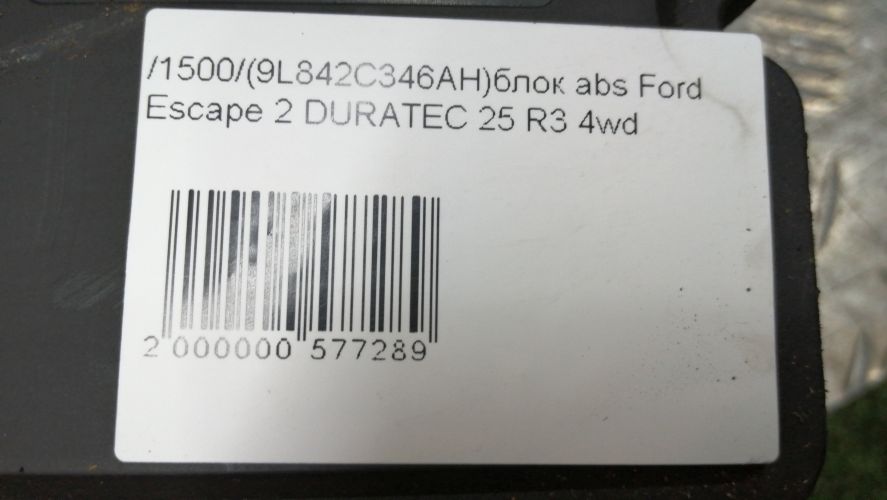 /1500/(9L842C346AH)блок abs Ford
Escape 2 DURATEC 25 R3 4wd
2 000000 577289